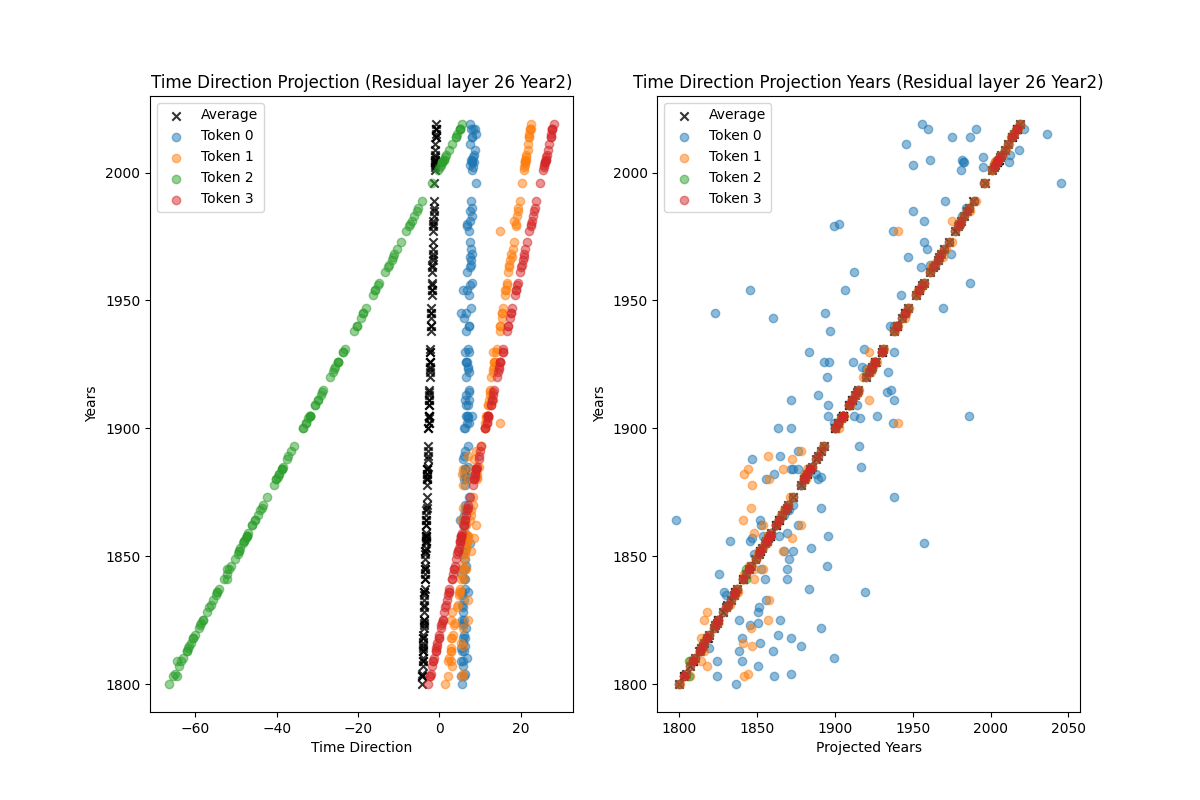 Time Direction Projection (Residual layer 26 Year2)
Average
Token 0
Token 1
Token 2
Token 3
Years
2000
1950
1900
1850
1800
−60 −40 −20 0 20
Time Direction
Time Direction Projection Years (Residual layer 26 Year2)
Average
Token 0
Token 1
Token 2
Token 3
Years
2000
1950
1900
1850
1800
1800 1850 1900 1950 2000 2050
Projected Years